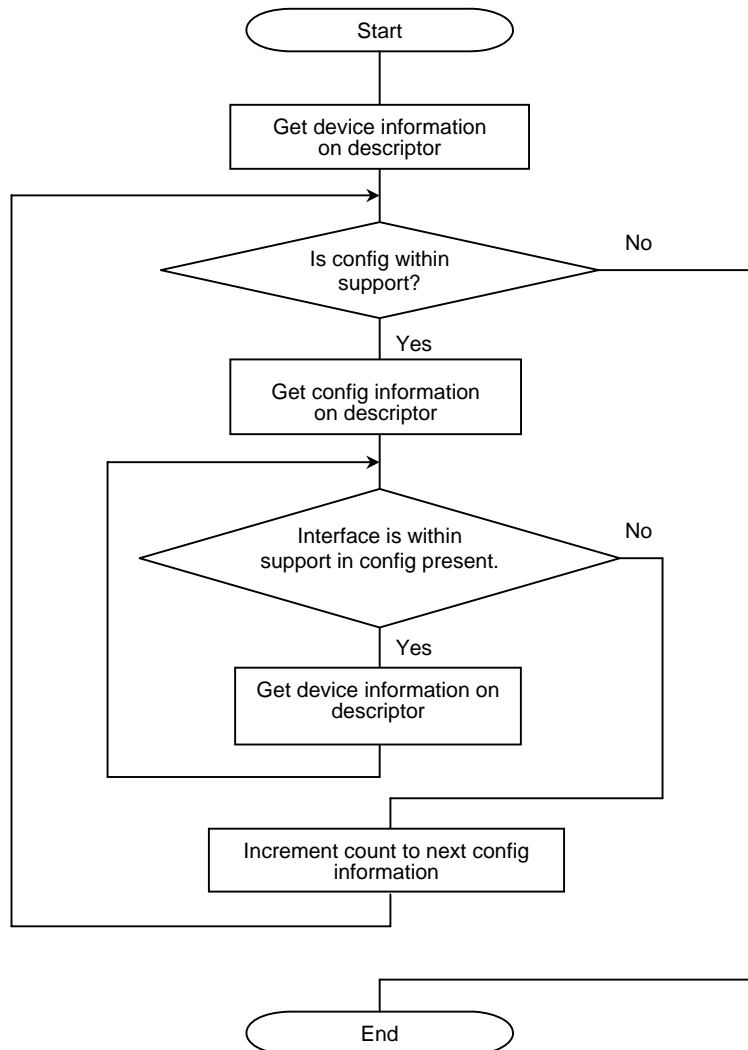 Start
Get device information
on descriptor
Is config within
support?
No
Yes
Get config information
on descriptor
Interface is within
support in config present.
No
Yes
Get device information on
descriptor
Increment count to next config
information
End